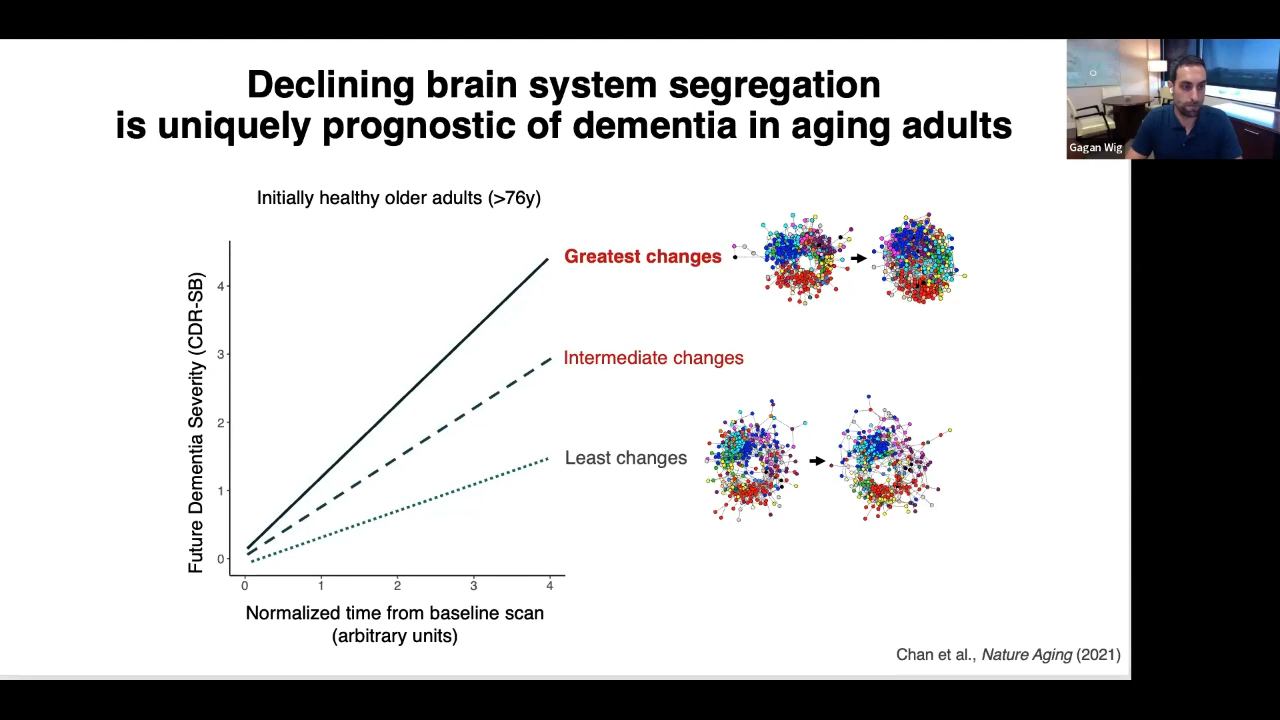 Declining brain system segregation
is uniquely prognostic of dementia in aging adults
Gagan Wig
Initially healthy older adults (>76y)
Future Dementia Severity (CDR-SB)
4
3
2
1
0
0 1 2 3 4
Normalized time from baseline scan
(arbitrary units)
Greatest changes
Intermediate changes
Least changes
Chan et al., Nature Aging (2021)